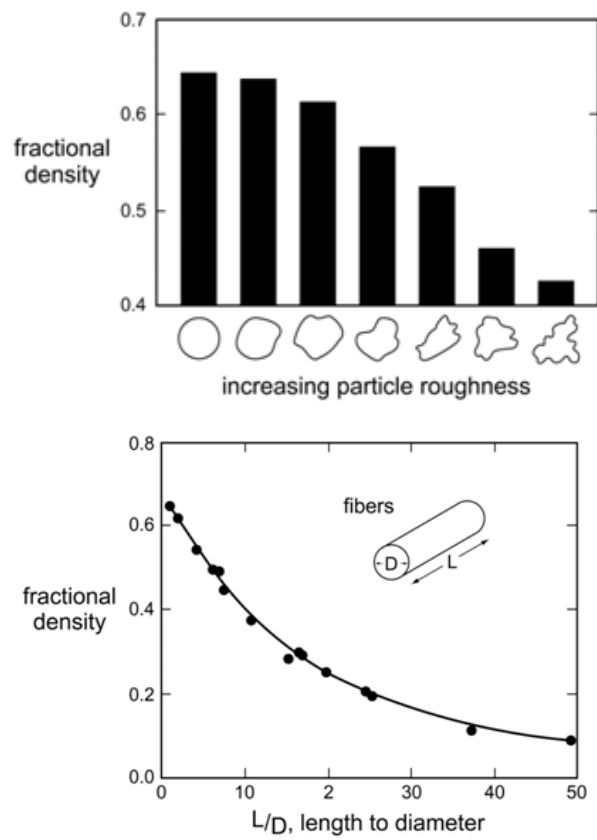 0.7
0.6
fractional
density
0.5
0.4
increasing particle roughness
0.8
fibers
0.6
D
L
fractional
density
0.4
0.2
0.0
0 10 2 30 40 50
L/D, length to diameter